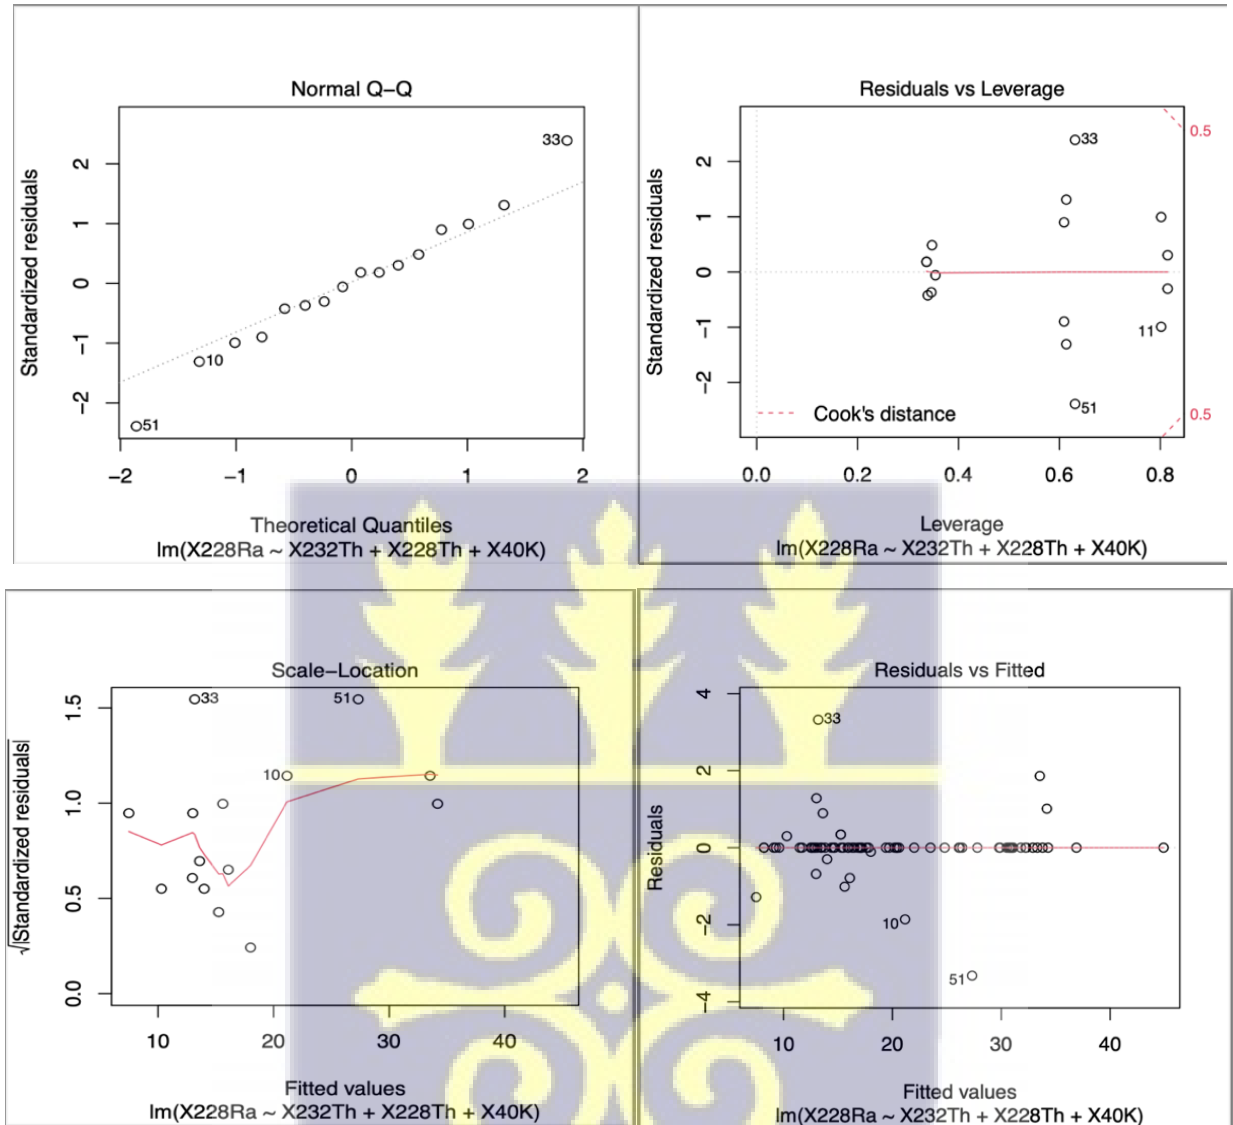 Normal Q−Q
Standardized residuals
2
1
0
−1
−2
33
10
51
−2 −1 0 1 2
Theoretical Quantiles
lm(X228Ra ~ X232Th + X228Th + X40K)
Residuals vs Leverage
Standardized residuals
2
1
0
−1
−2
33
11
51
0.5
0.5
Cook's distance
0.0 0.2 0.4 0.6 0.8
Leverage
lm(X228Ra ~ X232Th + X228Th + X40K)
Scale−Location
√|Standardized residuals|
1.5
1.0
0.5
0.0
33
51
10
10 20 30 40
Fitted values
lm(X228Ra ~ X232Th + X228Th + X40K)
Residuals vs Fitted
Residuals
4
2
0
−2
−4
33
10
51
10 20 30 40
Fitted values
lm(X228Ra ~ X232Th + X228Th + X40K)